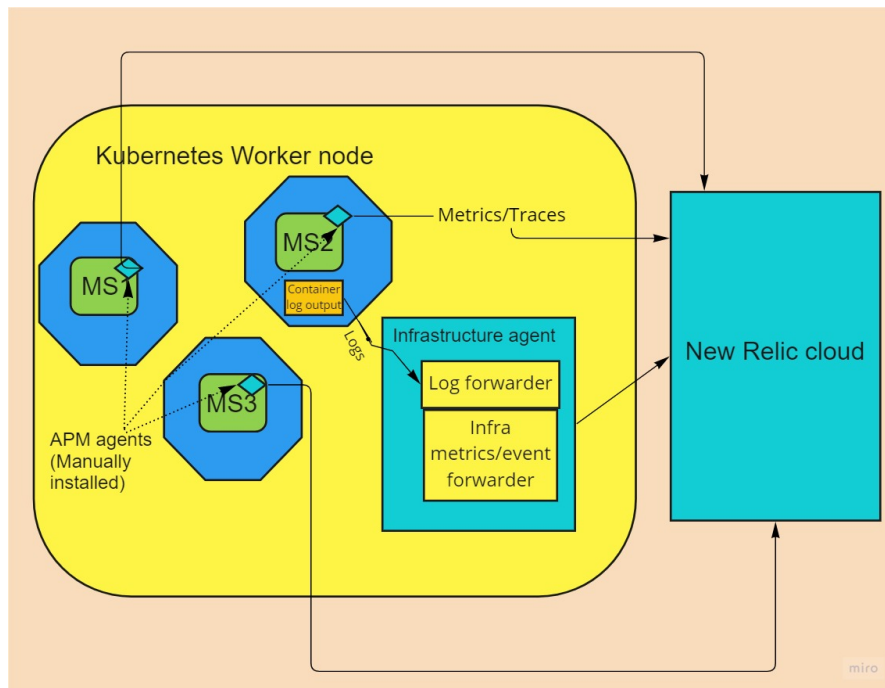 Kubernetes Worker node
MS2
Metrics/Traces
MS
Container
log output
Logs
Infrastructure agent
New Relic cloud
Log forwarder
MS3
Infra
metrics/event
forwarder
APM agents
(Manually
installed)
miro